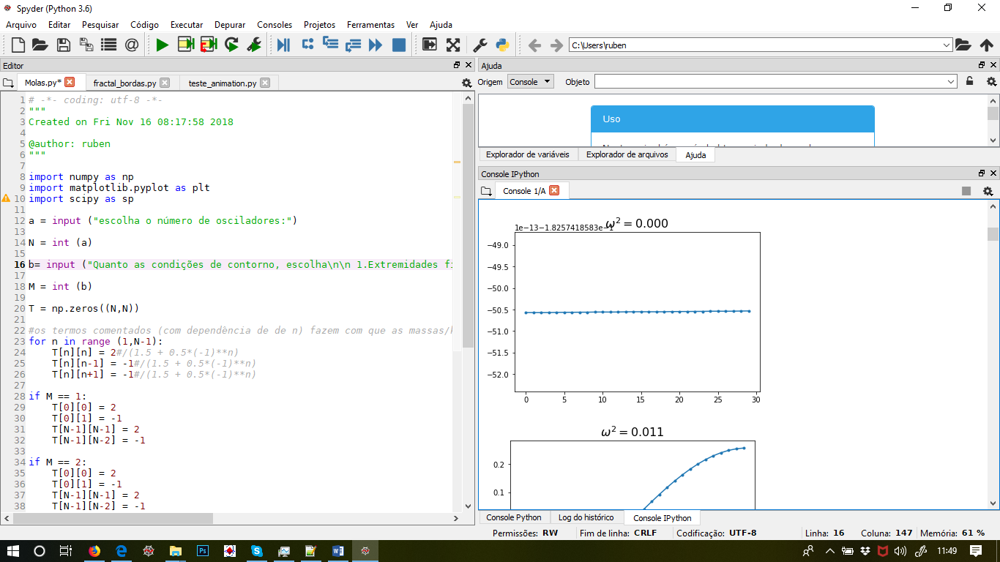 Spyder (Python 3.6)
Arquivo Editar Pesquisar Código Executar Depurar Consoles Projetos Ferramentas Ver Ajuda
C:\Users\ruben
Editor
Molas.py* fractal_bordas.py teste_animation.py
1 # -*- coding: utf-8 -*-
2 """
3 Created on Fri Nov 16 08:17:58 2018
4
5 @author: ruben
6 """
7
8 import numpy as np
9 import matplotlib.pyplot as plt
10 import scipy as sp
11
12 a = input ("escolha o número de osciladores:")
13
14 N = int (a)
15
16 b= input ("Quanto as condições de contorno, escolha\n\n 1.Extremidades fi
17
18 M = int (b)
19
20 T = np.zeros((N,N))
21
22 #os termos comentados (com dependência de de n) fazem com que as massas/k
23 for n in range (1,N-1):
24 T[n][n] = 2#/(1.5 + 0.5*(-1)**n)
25 T[n][n-1] = -1#/(1.5 + 0.5*(-1)**n)
26 T[n][n+1] = -1#/(1.5 + 0.5*(-1)**n)
27
28 if M == 1:
29 T[0][0] = 2
30 T[0][1] = -1
31 T[N-1][N-1] = 2
32 T[N-1][N-2] = -1
33
34 if M == 2:
35 T[0][0] = 2
36 T[0][1] = -1
37 T[N-1][N-1] = 2
38 T[N-1][N-2] = -1
Ajuda
Origem Console Objeto
Uso
Explorador de variáveis Explorador de arquivos Ajuda
Console IPython
Console 1/A
1e−13−1.8257418583e−1
ω² = 0.000
−49.0
−49.5
−50.0
−50.5
−51.0
−51.5
−52.0
0 5 10 15 20 25 30
ω² = 0.011
0.2
0.1
Console Python Log do histórico Console IPython
Permissões: RW Fim de linha: CRLF Codificação: UTF-8 Linha: 16 Coluna: 147 Memória: 61 %
11:49